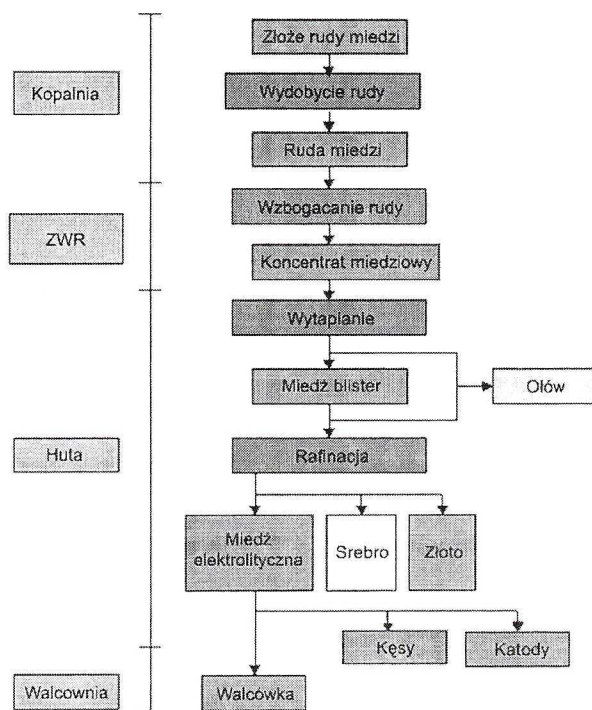 Złoże rudy miedzi
Kopalnia
Wydobycie rudy
Ruda miedzi
Wzbogacanie rudy
ZWR
Koncentrat miedziowy
Wytapianie
Miedź blister
Ołów
Huta
Rafinacja
Miedź
elektrolityczna
Srebro
Złoto
Kęsy
Katody
Walcownia
Walcówka